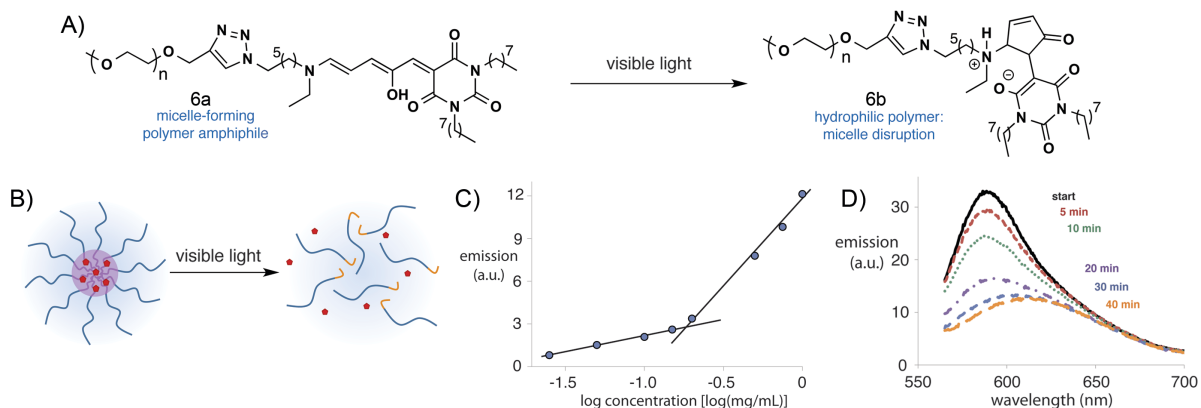 A)
O
n
O
N
N
N
5
N
OH
O
O
N
7
N
O
7
6a
micelle-forming
polymer amphiphile
visible light
O
n
O
N
N
N
5
H
N
+
O
−
O
O
N
7
N
O
7
6b
hydrophilic polymer:
micelle disruption
B)
visible light
C)
emission
(a.u.)
12
9
6
3
0
-1.5
-1.0
-0.5
0
log concentration [log(mg/mL)]
D)
emission
(a.u.)
30
20
10
0
550
600
650
700
wavelength (nm)
start
5 min
10 min
20 min
30 min
40 min